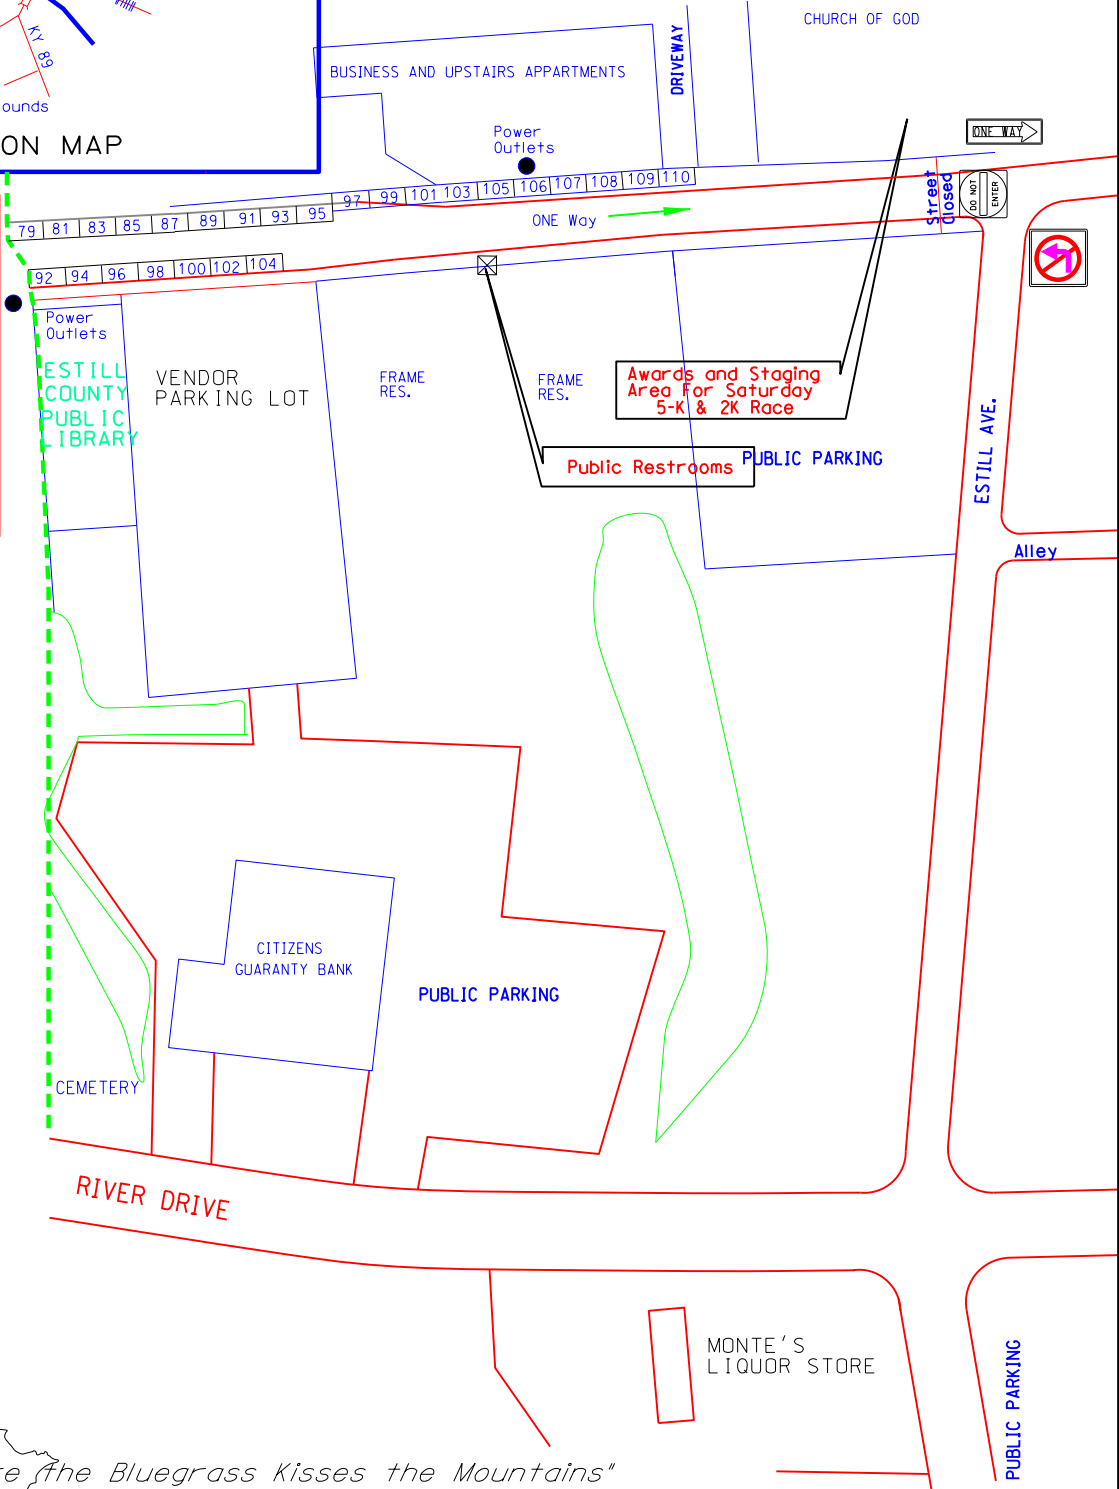 KY 89
ounds
ON MAP
CHURCH OF GOD
BUSINESS AND UPSTAIRS APPARTMENTS
DRIVEWAY
Power
Outlets
ONE WAY
DO NOT
ENTER
Street
Closed
79 81 83 85 87 89 91 93 95 97 99 101 103 105 106 107 108 109 110
ONE Way
92 94 96 98 100 102 104
Power
Outlets
ESTILL
COUNTY
PUBLIC
LIBRARY
VENDOR
PARKING LOT
FRAME
RES.
FRAME
RES.
Awards and Staging
Area For Saturday
5-K & 2K Race
Public Restrooms
PUBLIC PARKING
ESTILL AVE.
Alley
CITIZENS
GUARANTY BANK
PUBLIC PARKING
CEMETERY
RIVER DRIVE
MONTE'S
LIQUOR STORE
PUBLIC PARKING
re the Bluegrass Kisses the Mountains"